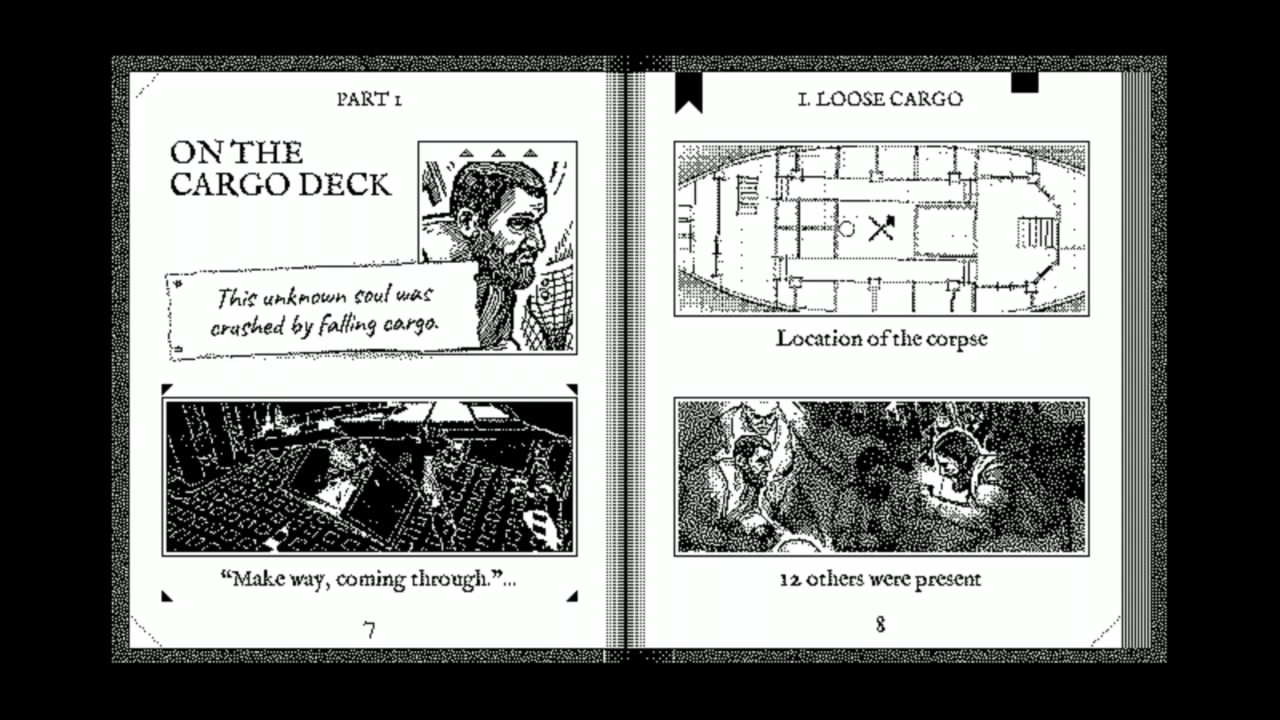 PART 1
ON THE
CARGO DECK
This unknown soul was
crushed by falling cargo.
“Make way, coming through.”...
7
I. LOOSE CARGO
Location of the corpse
12 others were present
8